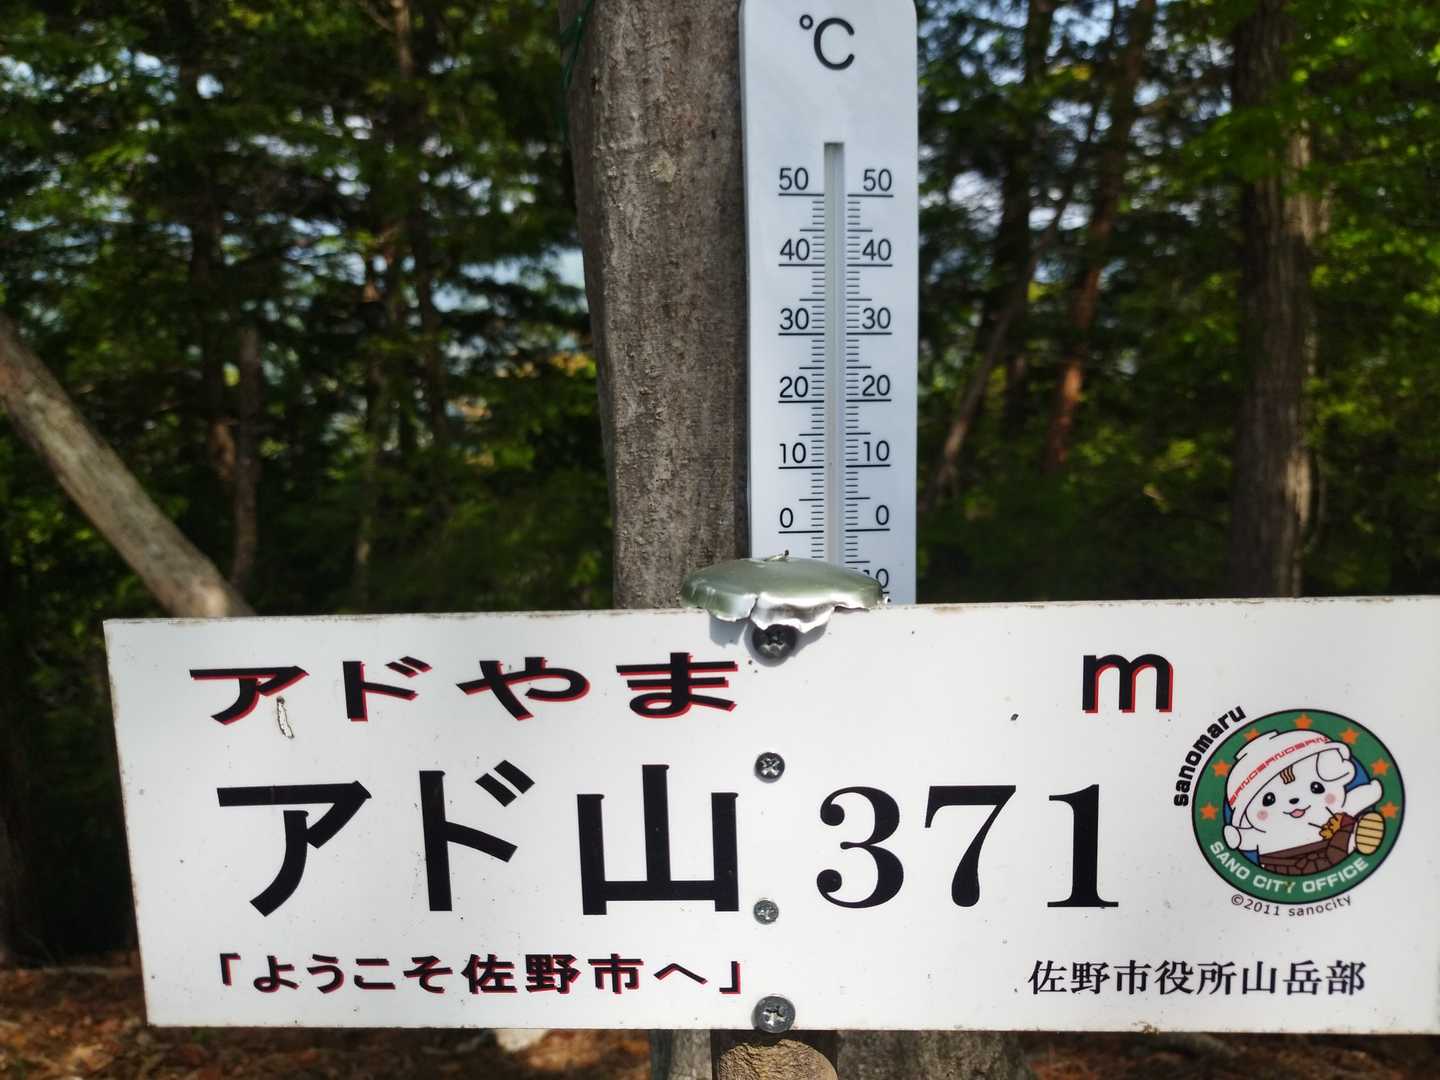 °C
50 50
40 40
30 30
20 20
10 10
0 0
10
アドやま m
アド山 371
sanomaru
SANOSANOSAN
SANO CITY OFFICE
©2011 sanocity
「ようこそ佐野市へ」
佐野市役所山岳部